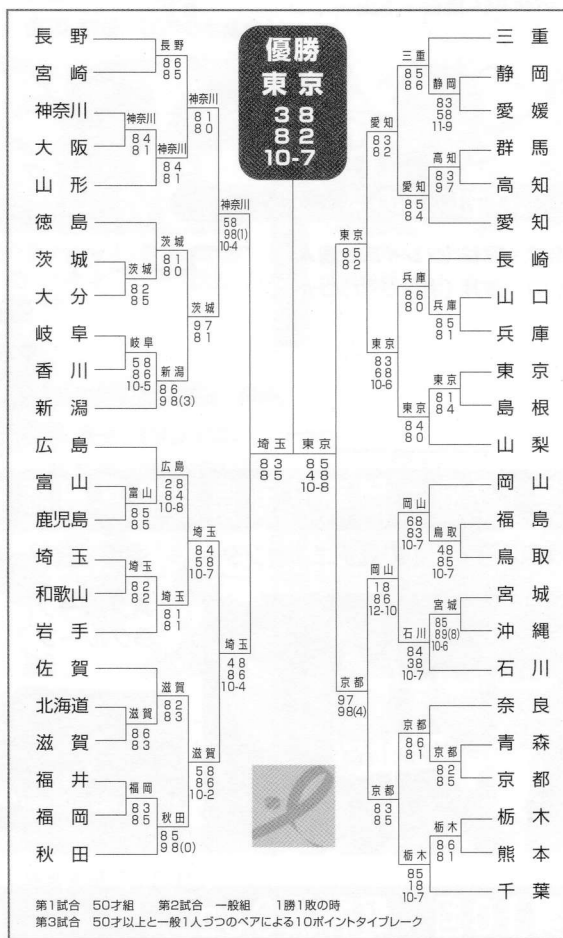 優勝
東京
3 8
8 2
10-7
長野
宮崎
神奈川
大阪
山形
徳島
茨城
大分
岐阜
香川
新潟
広島
富山
鹿児島
埼玉
和歌山
岩手
佐賀
北海道
滋賀
福井
福岡
秋田
長野
8 6
8 5
神奈川
8 4
8 1
神奈川
8 4
8 1
神奈川
8 1
8 0
茨城
8 2
8 5
茨城
8 1
8 0
岐阜
5 8
8 6
10-5
新潟
8 6
9 8(3)
茨城
9 7
8 1
神奈川
5 8
9 8(1)
10-4
富山
8 5
8 5
広島
2 8
8 4
10-8
埼玉
8 2
8 2
埼玉
8 1
8 1
埼玉
8 4
5 8
10-7
滋賀
8 6
8 3
滋賀
8 2
8 3
福岡
8 3
8 5
秋田
8 5
9 8(0)
滋賀
5 8
8 6
10-2
埼玉
4 8
8 6
10-4
埼玉
8 3
8 5
東京
8 5
4 8
10-8
三重
静岡
愛媛
群馬
高知
愛知
長崎
山口
兵庫
東京
島根
山梨
岡山
福島
鳥取
宮城
沖縄
石川
奈良
青森
京都
栃木
熊本
千葉
三重
8 5
8 6
静岡
8 3
5 8
11-9
高知
8 3
9 7
愛知
8 5
8 4
愛知
8 3
8 2
兵庫
8 5
8 1
兵庫
8 6
8 0
東京
8 1
8 4
東京
8 4
8 0
東京
8 3
6 8
10-6
東京
8 5
8 2
岡山
6 8
8 3
10-7
鳥取
4 8
8 5
10-7
宮城
8 5
8 9(8)
10-6
石川
8 4
3 8
10-7
岡山
1 8
8 6
12-10
京都
8 2
8 5
京都
8 6
8 1
栃木
8 6
8 1
栃木
8 5
1 8
10-7
京都
8 3
8 5
京都
9 7
9 8(4)
第1試合 50才組 第2試合 一般組 1勝1敗の時
第3試合 50才以上と一般1人づつのペアによる10ポイントタイブレーク